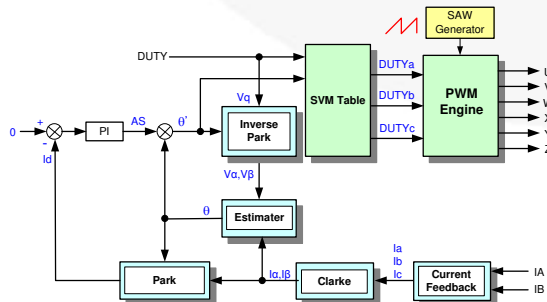 SAW
Generator
DUTY
DUTYa
DUTYb
DUTYc
SVM Table
PWM
Engine
U
V
W
X
Y
Z
Vq
0
+
-
Id
PI
AS
θ'
Inverse
Park
Vα,Vβ
θ
Estimater
Park
Iα,Iβ
Clarke
Ia
Ib
Ic
Current
Feedback
IA
IB